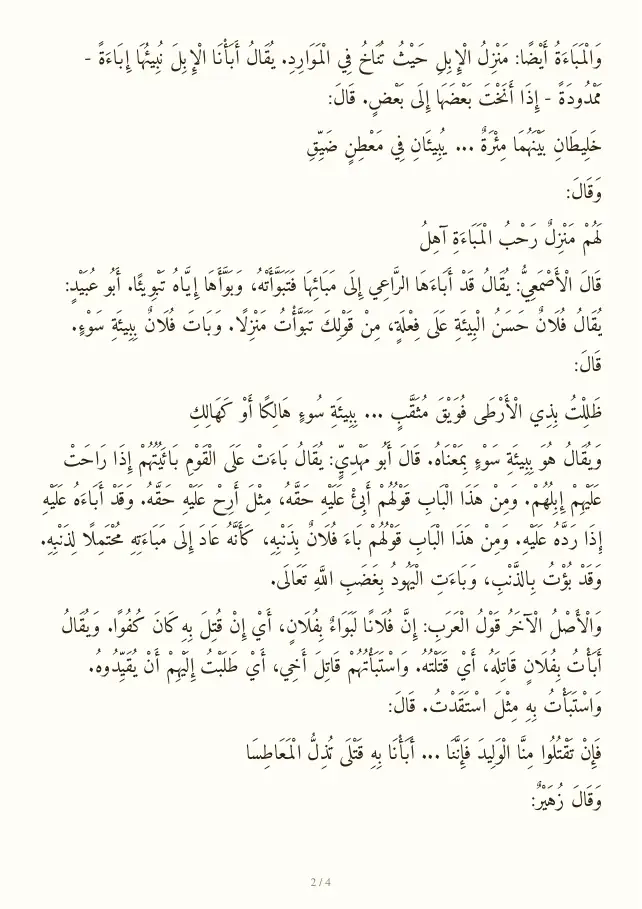 وَالْمَبَاءَةُ أَيْضًا: مَنْزِلُ الْإِبِلِ حَيْثُ تُنَاخُ فِي الْمَوَارِدِ. يُقَالُ أَبَأْنَا الْإِبِلَ نُبِيئُهَا إِبَاءَةً -
مَمْدُودَةً - إِذَا أَنَخْتَ بَعْضَهَا إِلَى بَعْضٍ. قَالَ:
خَلِيطَانِ بَيْنَهُمَا مِئْرَةٌ ... يُبِيئَانِ فِي مَعْطِنٍ ضَيِّقِ
وَقَالَ:
لَهُمْ مَنْزِلٌ رَحْبُ الْمَبَاءَةِ آهِلُ
قَالَ الْأَصْمَعِيُّ: يُقَالُ قَدْ أَبَاءَهَا الرَّاعِي إِلَى مَبَائِهَا فَتَبَوَّأَتْهُ، وَبَوَّأَهَا إِيَّاهُ تَبْوِيئًا. أَبُو عُبَيْدٍ:
يُقَالُ فُلَانٌ حَسَنُ الْبِيئَةِ عَلَى فِعْلَةٍ، مِنْ قَوْلِكَ تَبَوَّأْتُ مَنْزِلًا. وَبَاتَ فُلَانٌ بِبِيئَةِ سَوْءٍ.
قَالَ:
ظَلِلْتُ بِذِي الْأَرْطَى فُوَيْقَ مُثَقَّبٍ ... بِبِيئَةِ سُوءٍ هَالِكًا أَوْ كَهَالِكِ
وَيُقَالُ هُوَ بِبِيئَةِ سَوْءٍ بِمَعْنَاهُ. قَالَ أَبُو مَهْدِيٍّ: يُقَالُ بَاءَتْ عَلَى الْقَوْمِ بَائِيَّتُهُمْ إِذَا رَاحَتْ
عَلَيْهِمْ إِبِلُهُمْ. وَمِنْ هَذَا الْبَابِ قَوْلُهُمْ أَبِئْ عَلَيْهِ حَقَّهُ، مِثْلَ أَرِحْ عَلَيْهِ حَقَّهُ. وَقَدْ أَبَاءَهُ عَلَيْهِ
إِذَا رَدَّهُ عَلَيْهِ. وَمِنْ هَذَا الْبَابِ قَوْلُهُمْ بَاءَ فُلَانٌ بِذَنْبِهِ، كَأَنَّهُ عَادَ إِلَى مَبَاءَتِهِ مُحْتَمِلًا لِذَنْبِهِ.
وَقَدْ بُؤْتُ بِالذَّنْبِ، وَبَاءَتِ الْيَهُودُ بِغَضَبِ اللَّهِ تَعَالَى.
وَالْأَصْلُ الْآخَرُ قَوْلُ الْعَرَبِ: إِنَّ فُلَانًا لَبَوَاءٌ بِفُلَانٍ، أَيْ إِنْ قُتِلَ بِهِ كَانَ كُفُوًا. وَيُقَالُ
أَبَأْتُ بِفُلَانٍ قَاتِلَهُ، أَيْ قَتَلْتُهُ. وَاسْتَبَأْتُهُمْ قَاتِلَ أَخِي، أَيْ طَلَبْتُ إِلَيْهِمْ أَنْ يُقَيِّدُوهُ.
وَاسْتَبَأْتُ بِهِ مِثْلَ اسْتَقَدْتُ. قَالَ:
فَإِنْ تَقْتُلُوا مِنَّا الْوَلِيدَ فَإِنَّنَا ... أَبَأْنَا بِهِ قَتْلَى تُذِلُّ الْمَعَاطِسَا
وَقَالَ زُهَيْرٌ:
2 / 4